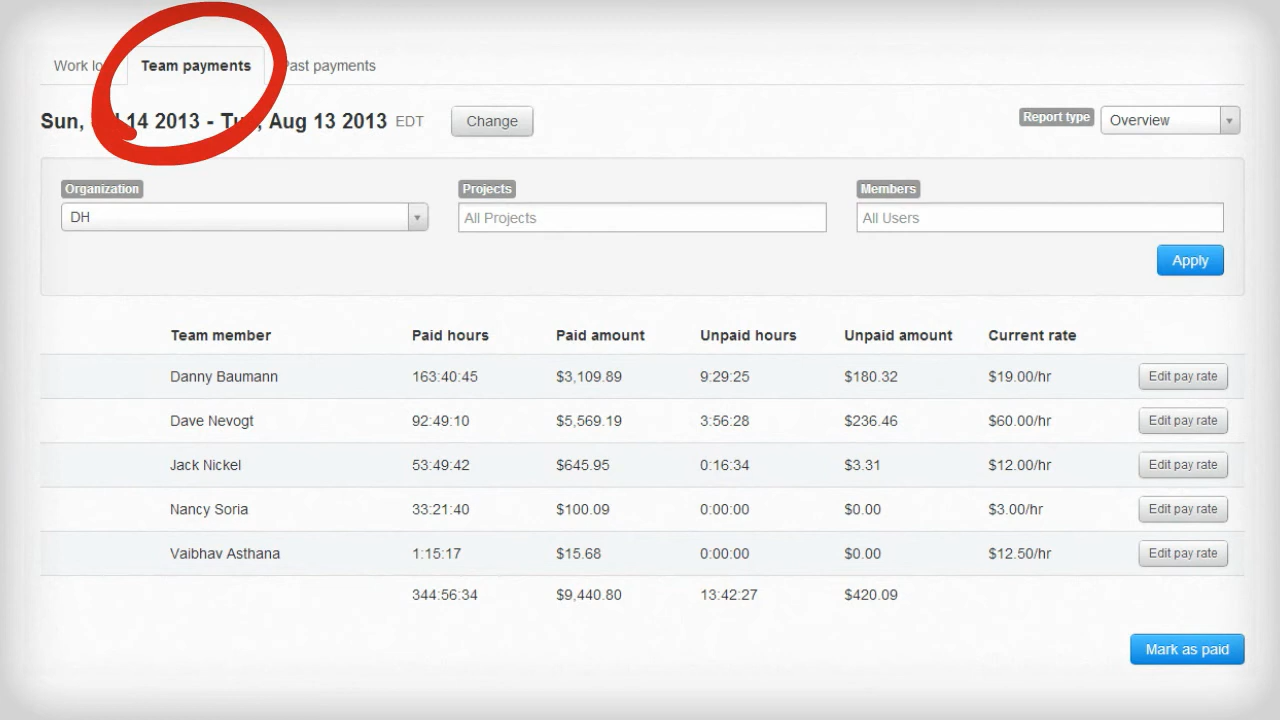 Work Team payments Past payments
Sun, 14 2013 - Tue, Aug 13 2013 EDT Change Report type Overview
Organization Projects Members
DH All Projects All Users
Apply
Team member Paid hours Paid amount Unpaid hours Unpaid amount Current rate
Danny Baumann 163:40:45 $3,109.89 9:29:25 $180.32 $19.00/hr Edit pay rate
Dave Nevogt 92:49:10 $5,569.19 3:56:28 $236.46 $60.00/hr Edit pay rate
Jack Nickel 53:49:42 $645.95 0:16:34 $3.31 $12.00/hr Edit pay rate
Nancy Soria 33:21:40 $100.09 0:00:00 $0.00 $3.00/hr Edit pay rate
Vaibhav Asthana 1:15:17 $15.68 0:00:00 $0.00 $12.50/hr Edit pay rate
344:56:34 $9,440.80 13:42:27 $420.09
Mark as paid